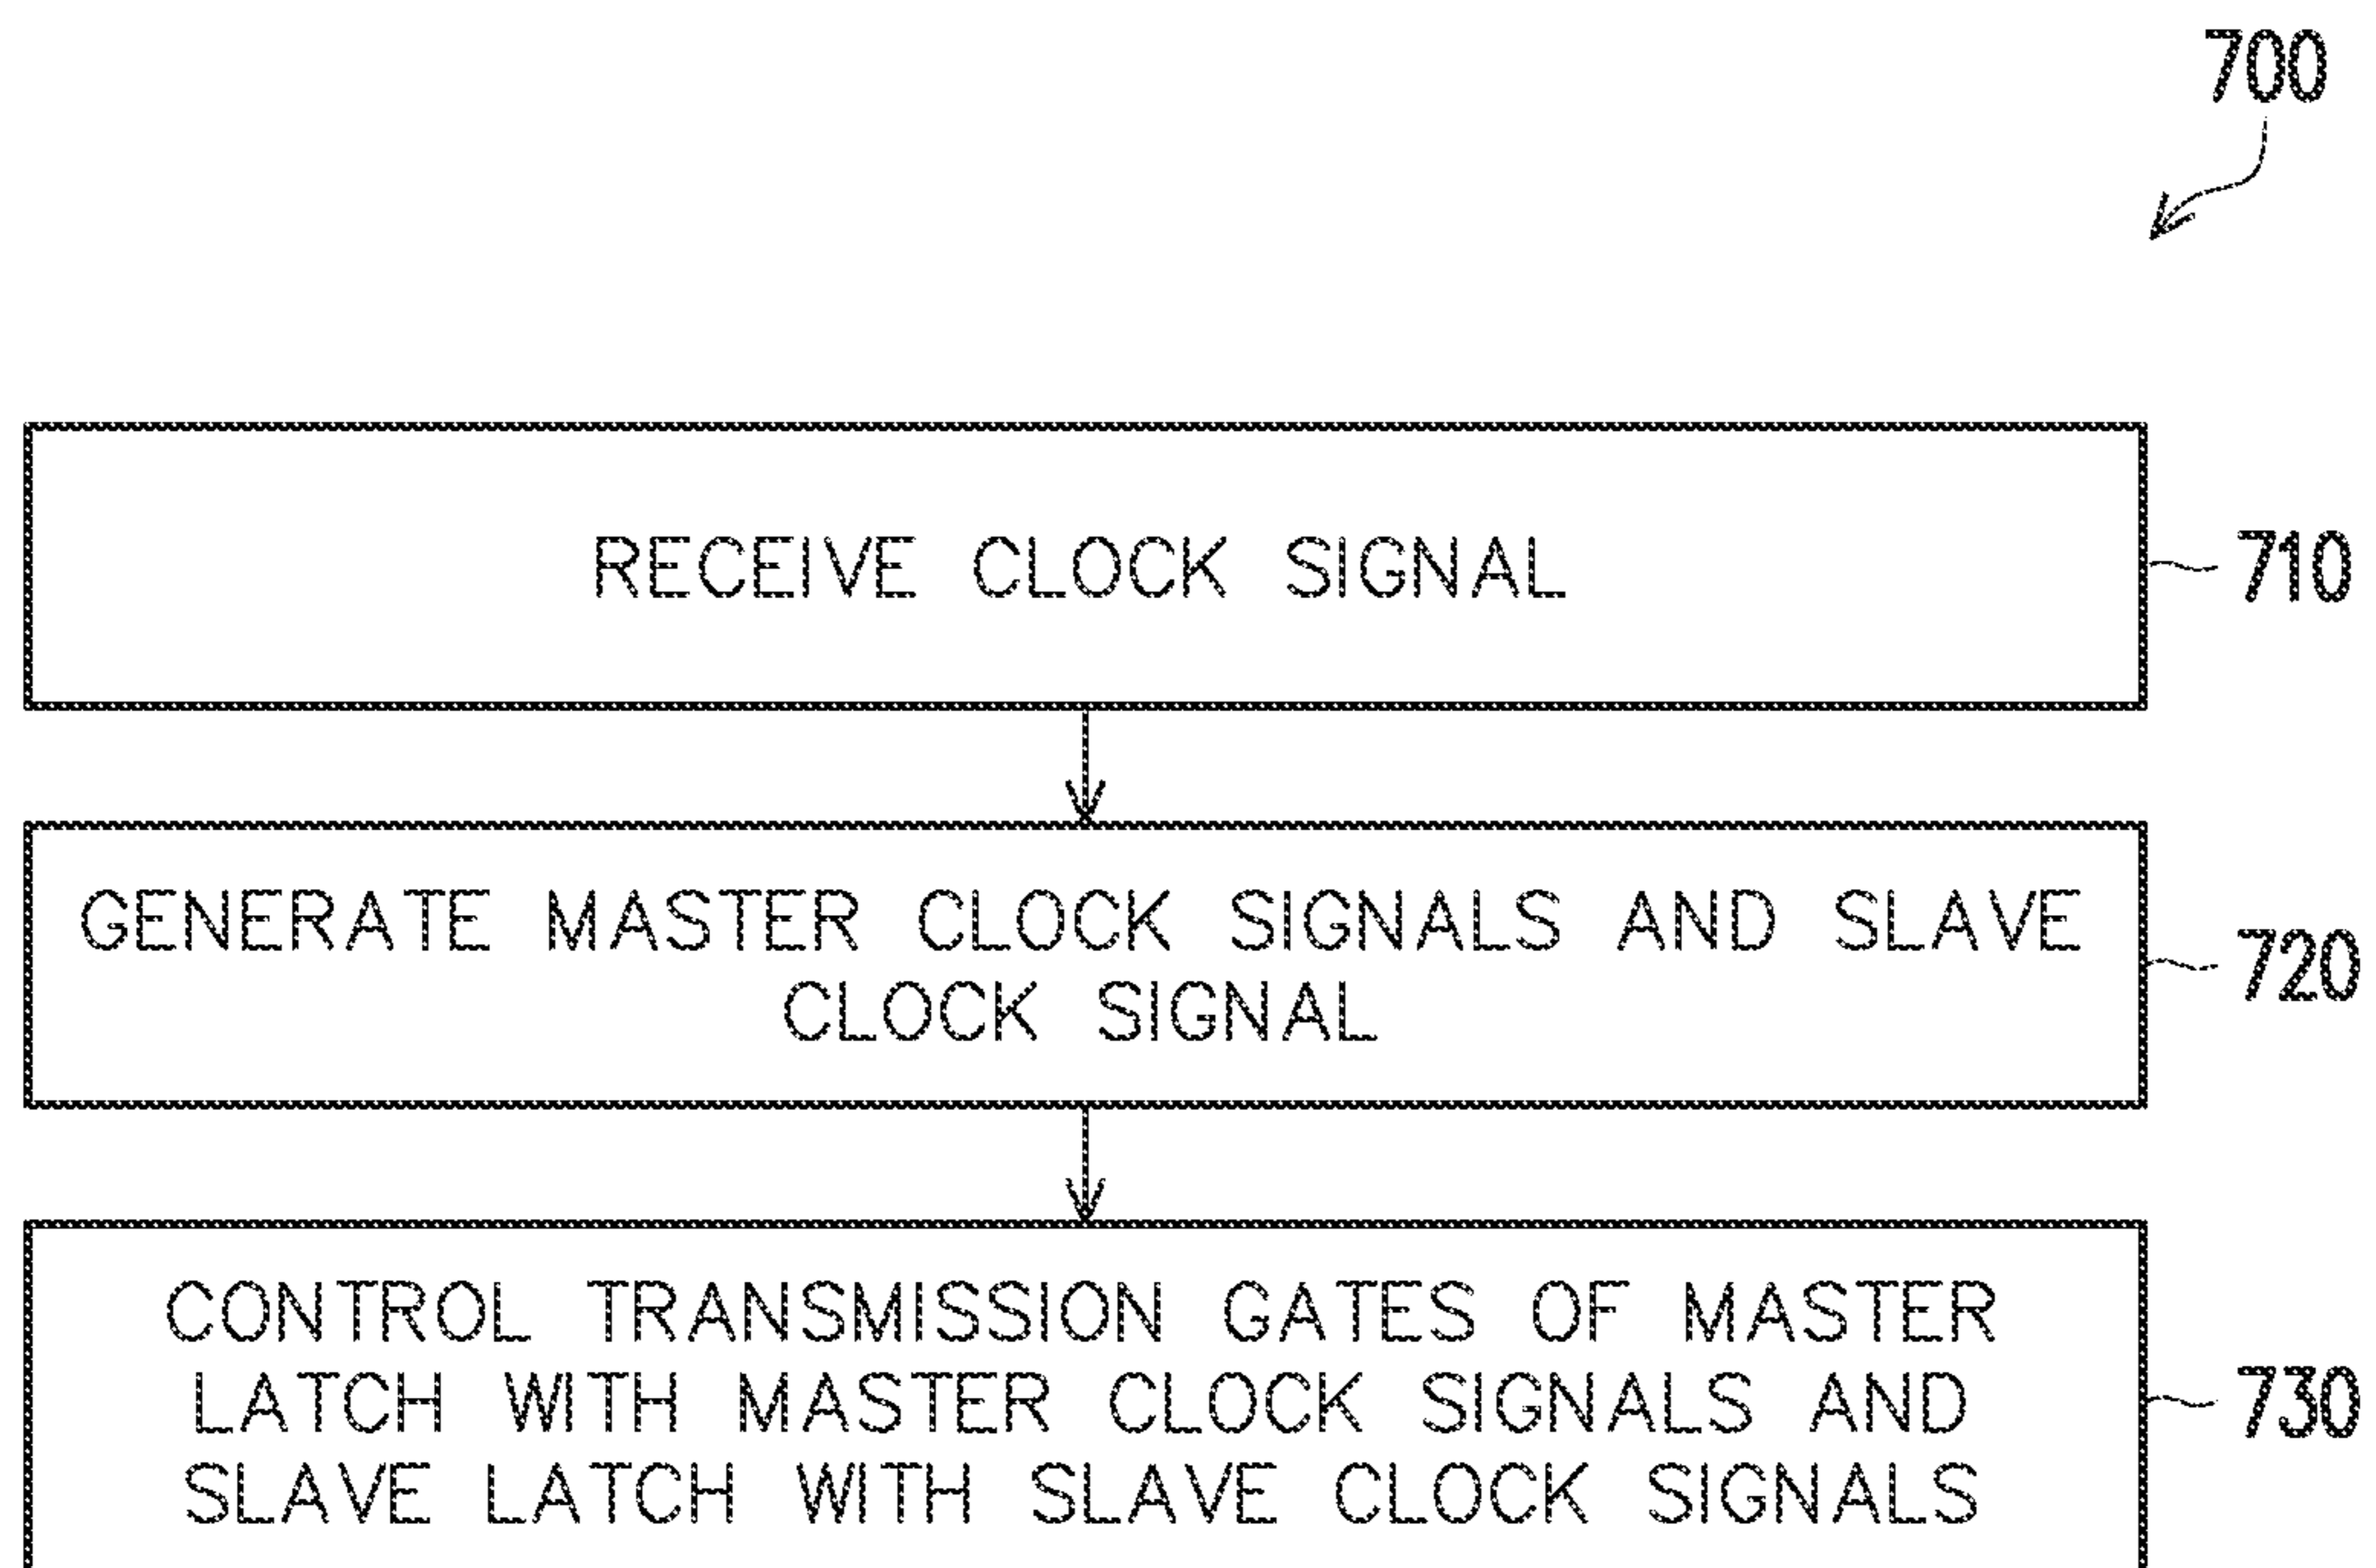 700
RECEIVE CLOCK SIGNAL
710
GENERATE MASTER CLOCK SIGNALS AND SLAVE
CLOCK SIGNAL
720
CONTROL TRANSMISSION GATES OF MASTER
LATCH WITH MASTER CLOCK SIGNALS AND
SLAVE LATCH WITH SLAVE CLOCK SIGNALS
730